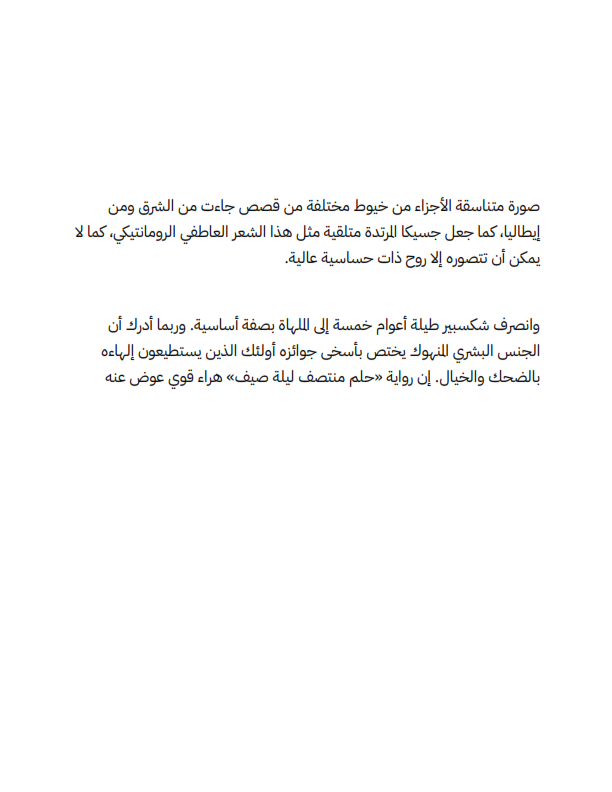 صورة متناسقة الأجزاء من خيوط مختلفة من قصص جاءت من الشرق ومن
إيطاليا، كما جعل جسيكا المرتدة متلقية مثل هذا الشعر العاطفي الرومانتيكي، كما لا
يمكن أن تتصوره إلا روح ذات حساسية عالية.
وانصرف شكسبير طيلة أعوام خمسة إلى الملهاة بصفة أساسية. وربما أدرك أن
الجنس البشري المنهوك يختص بأسخى جوائزه أولئك الذين يستطيعون إلهاءه
بالضحك والخيال. إن رواية «حلم منتصف ليلة صيف» هراء قوي عوض عنه